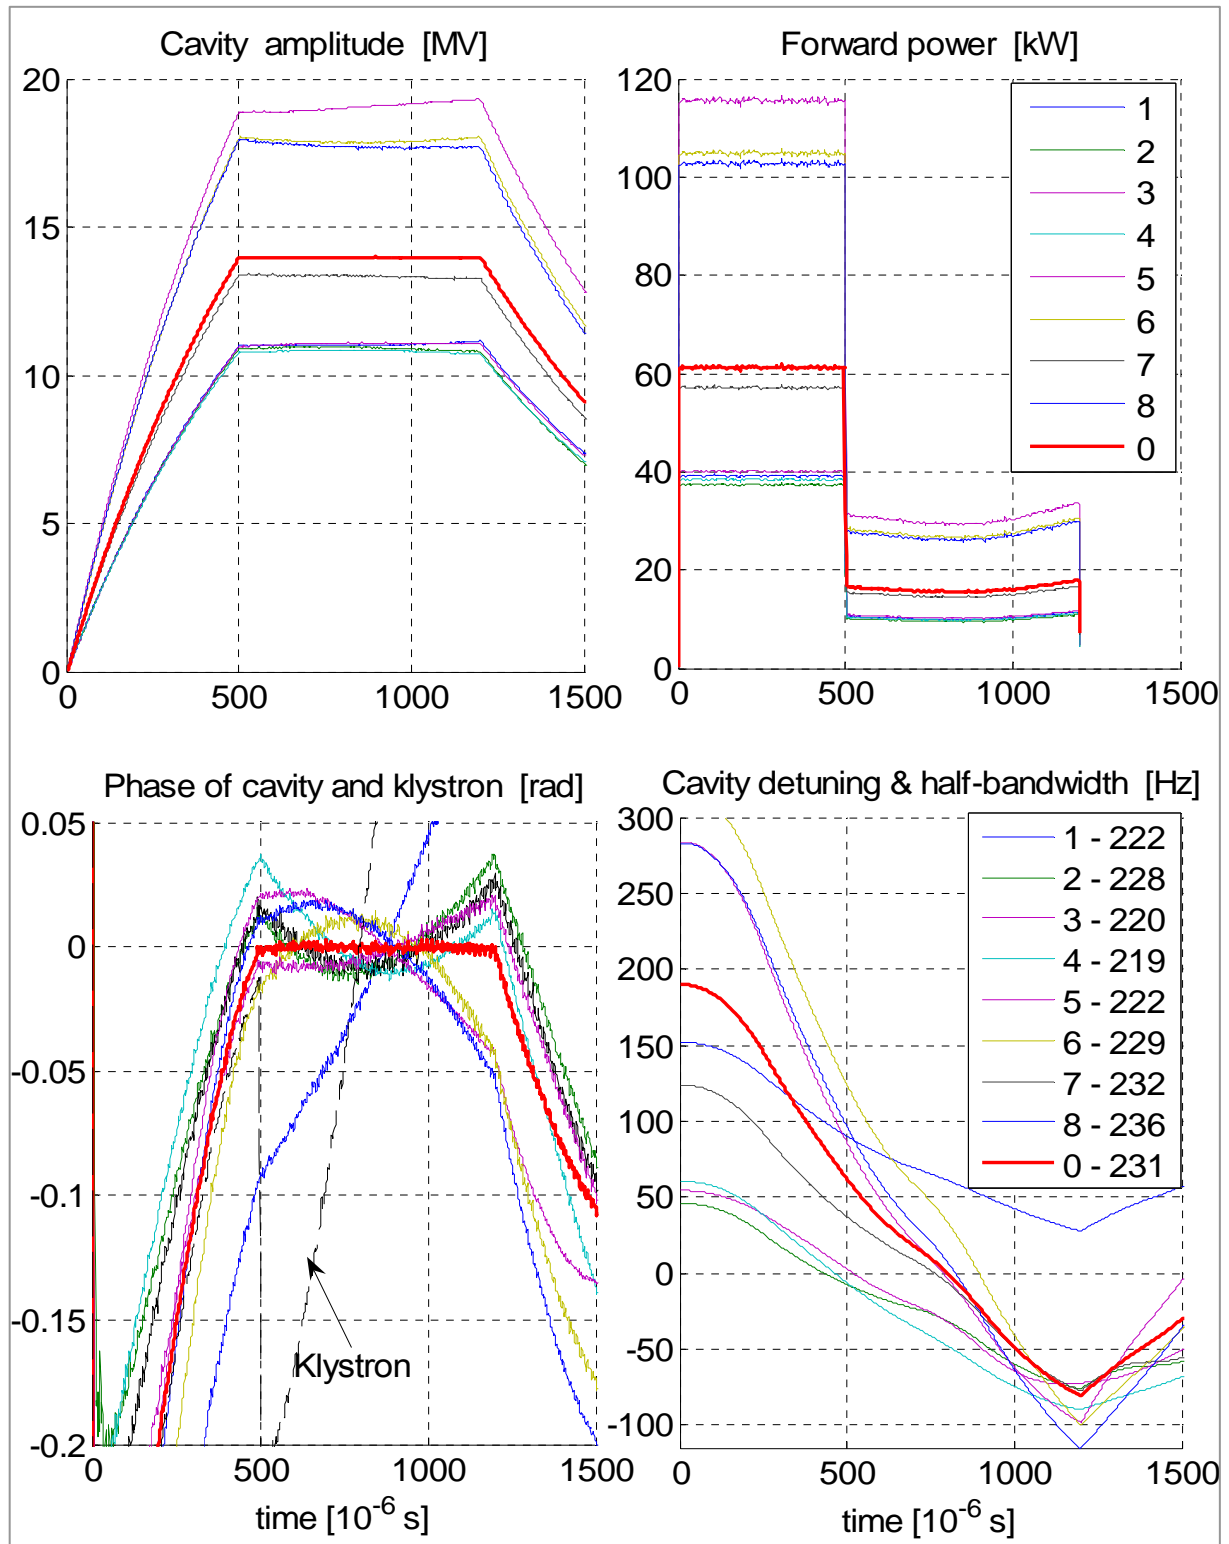 Cavity amplitude [MV]
20
15
10
5
0
0 500 1000 1500
Forward power [kW]
120
100
80
60
40
20
0
0 500 1000 1500
1
2
3
4
5
6
7
8
0
Phase of cavity and klystron [rad]
0.05
0
-0.05
-0.1
-0.15
-0.2
Klystron
0 500 1000 1500
time [10⁻⁶ s]
Cavity detuning & half-bandwidth [Hz]
300
250
200
150
100
50
0
-50
-100
0 500 1000 1500
time [10⁻⁶ s]
1 - 222
2 - 228
3 - 220
4 - 219
5 - 222
6 - 229
7 - 232
8 - 236
0 - 231